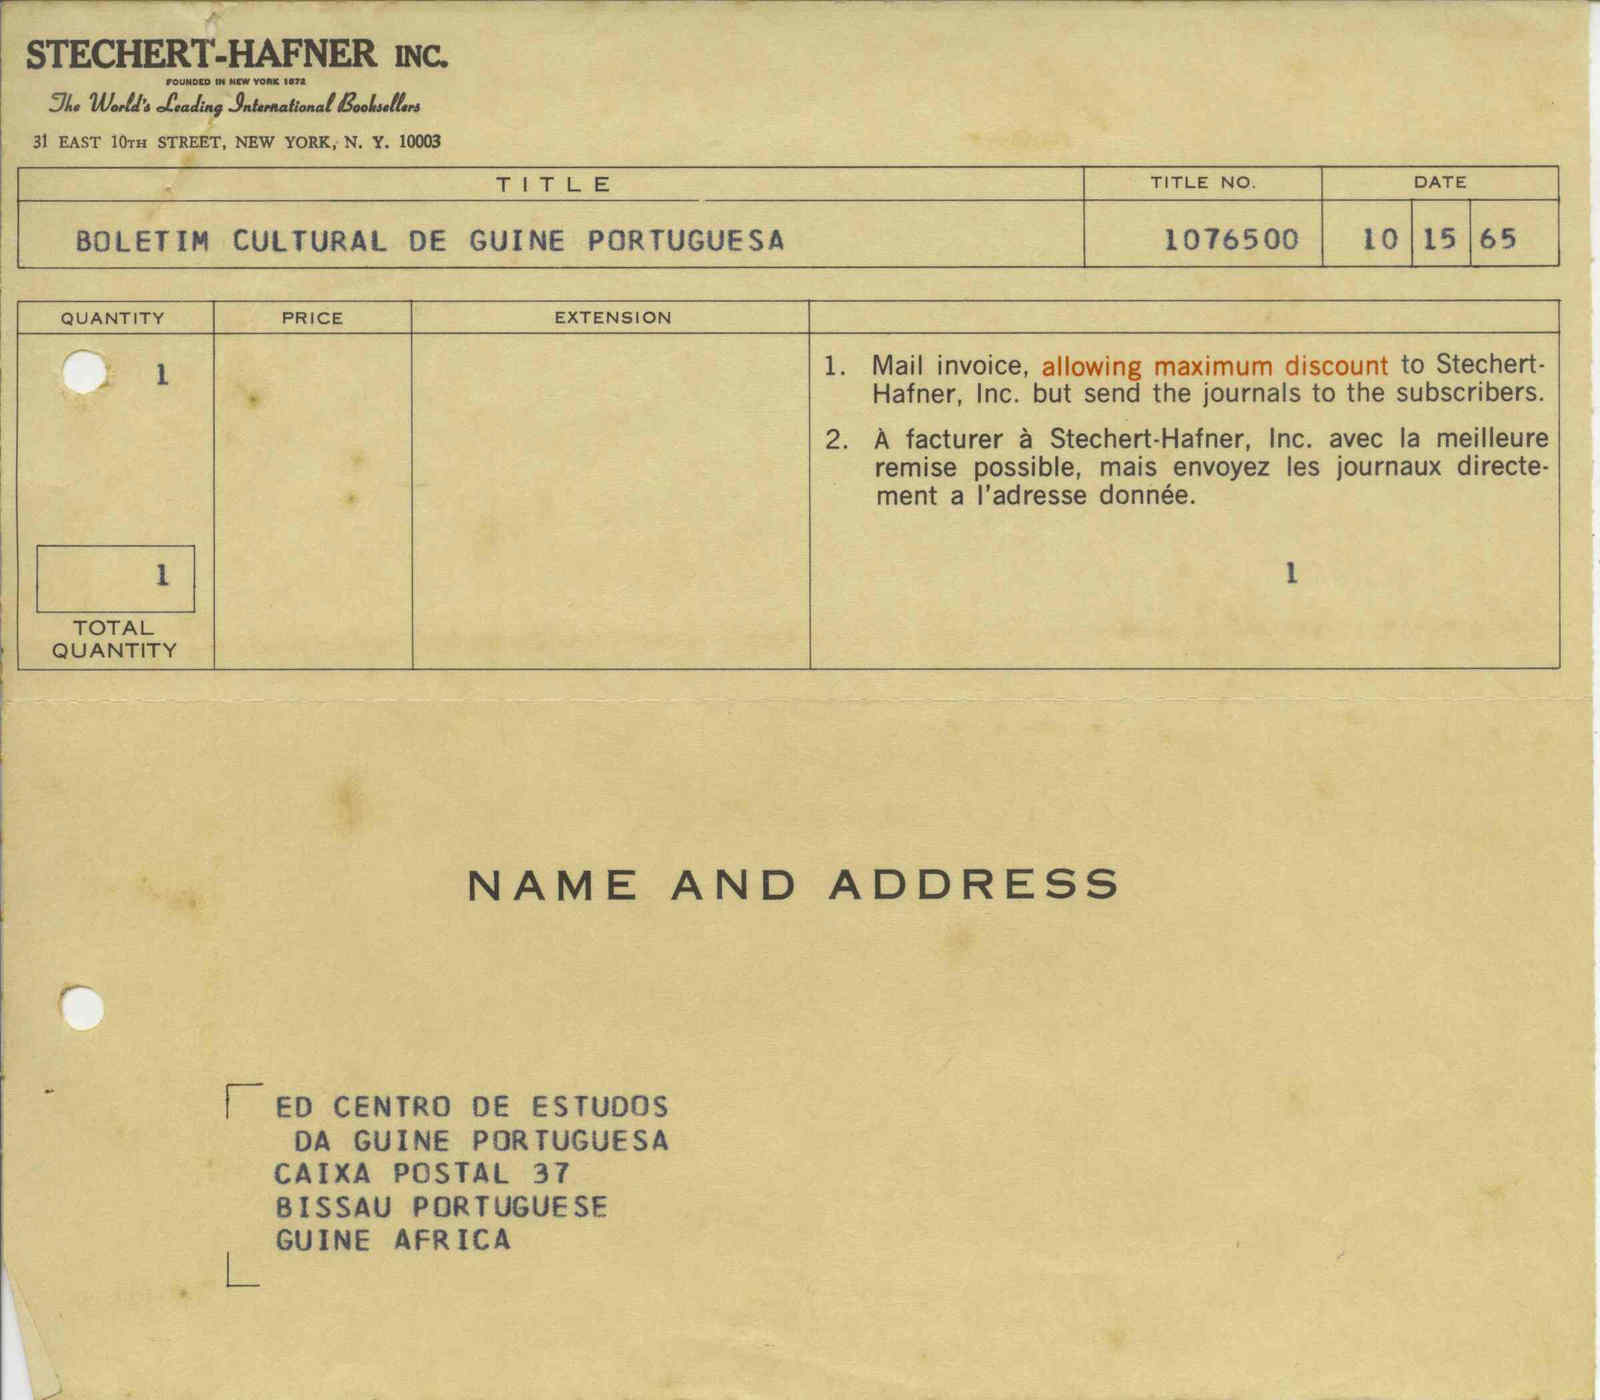 STECHERT-HAFNER INC.
FOUNDED IN NEW YORK 1872
The World's Leading International Booksellers
31 EAST 10TH STREET, NEW YORK, N. Y. 10003
TITLE TITLE NO. DATE
BOLETIM CULTURAL DE GUINE PORTUGUESA 1076500 10 15 65
QUANTITY PRICE EXTENSION
1
1. Mail invoice, allowing maximum discount to Stechert-
Hafner, Inc. but send the journals to the subscribers.
2. À facturer à Stechert-Hafner, Inc. avec la meilleure
remise possible, mais envoyez les journaux directe-
ment a l'adresse donnée.
1 1
TOTAL
QUANTITY
NAME AND ADDRESS
ED CENTRO DE ESTUDOS
DA GUINE PORTUGUESA
CAIXA POSTAL 37
BISSAU PORTUGUESE
GUINE AFRICA